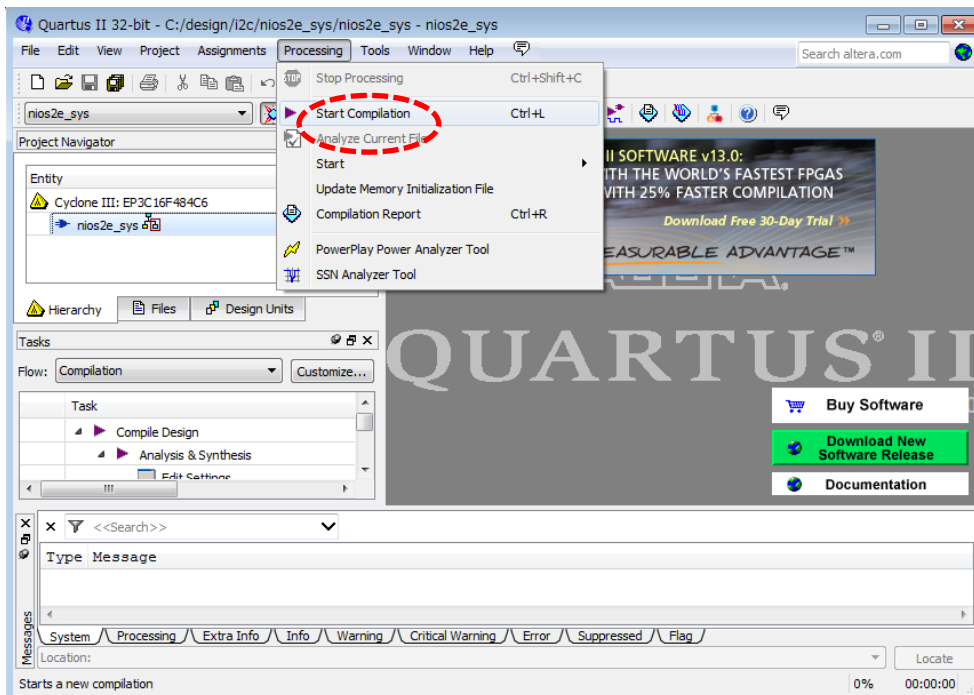 Quartus II 32-bit - C:/design/i2c/nios2e_sys/nios2e_sys - nios2e_sys
File Edit View Project Assignments Processing Tools Window Help
Search altera.com
Stop Processing Ctrl+Shift+C
nios2e_sys
Start Compilation Ctrl+L
Project Navigator
Analyze Current File
Start
Update Memory Initialization File
Compilation Report Ctrl+R
PowerPlay Power Analyzer Tool
SSN Analyzer Tool
Entity
Cyclone III: EP3C16F484C6
nios2e_sys
II SOFTWARE v13.0:
ITH THE WORLD'S FASTEST FPGAS
WITH 25% FASTER COMPILATION
Download Free 30-Day Trial >>
EASURABLE ADVANTAGE™
Hierarchy Files Design Units
Tasks
QUARTUS® II
Flow: Compilation Customize...
Task
Compile Design
Analysis & Synthesis
Edit Settings
Buy Software
Download New
Software Release
Documentation
<<Search>>
Type Message
Messages
System Processing Extra Info Info Warning Critical Warning Error Suppressed Flag
Location: Locate
Starts a new compilation 0% 00:00:00